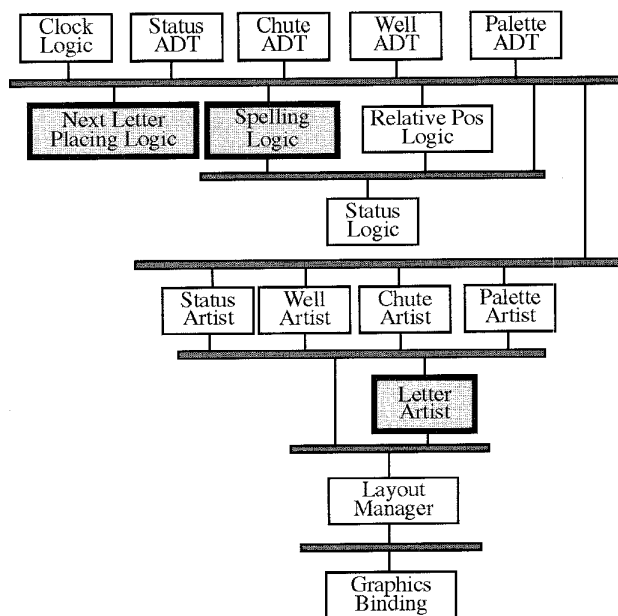 Clock
Logic
Status
ADT
Chute
ADT
Well
ADT
Palette
ADT
Next Letter
Placing Logic
Spelling
Logic
Relative Pos
Logic
Status
Logic
Status
Artist
Well
Artist
Chute
Artist
Palette
Artist
Letter
Artist
Layout
Manager
Graphics
Binding